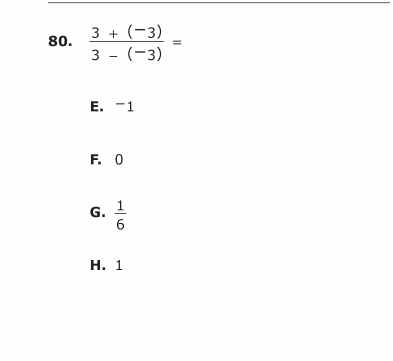 80. 3 + (⁻3)
3 − (⁻3) =
E. ⁻1
F. 0
G. 1
6
H. 1